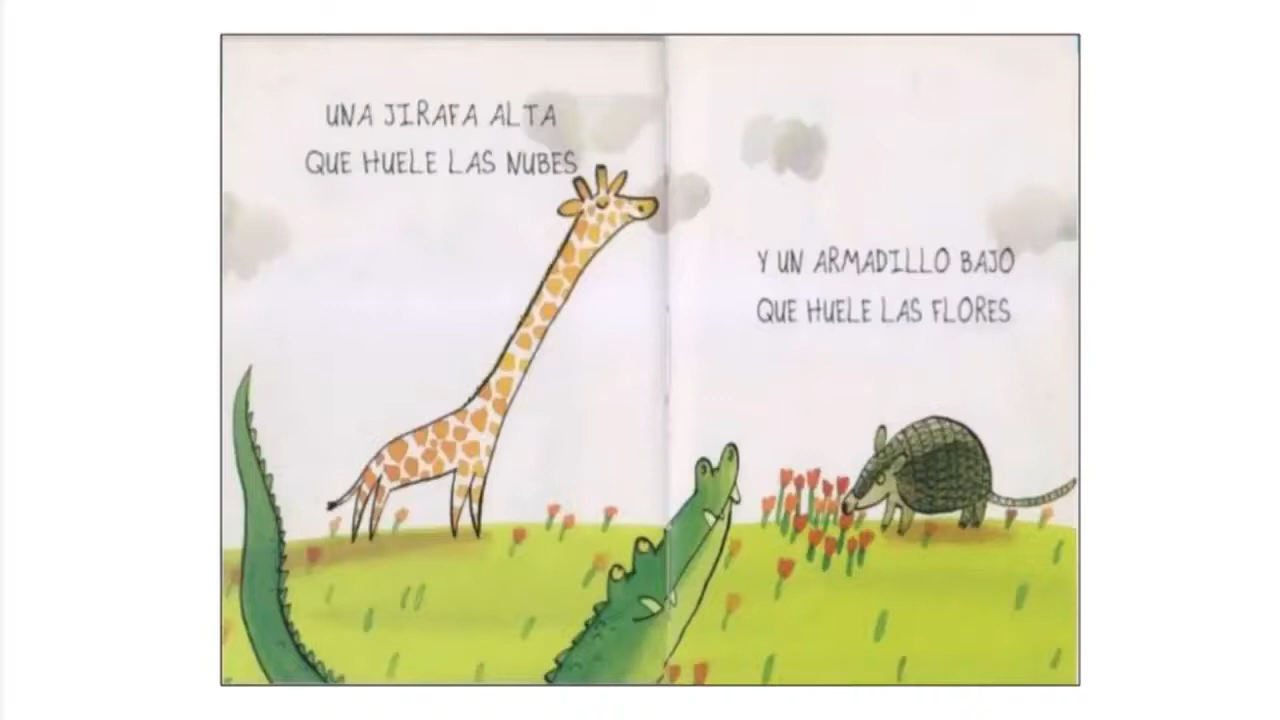 UNA JIRAFA ALTA
QUE HUELE LAS NUBES
Y UN ARMADILLO BAJO
QUE HUELE LAS FLORES